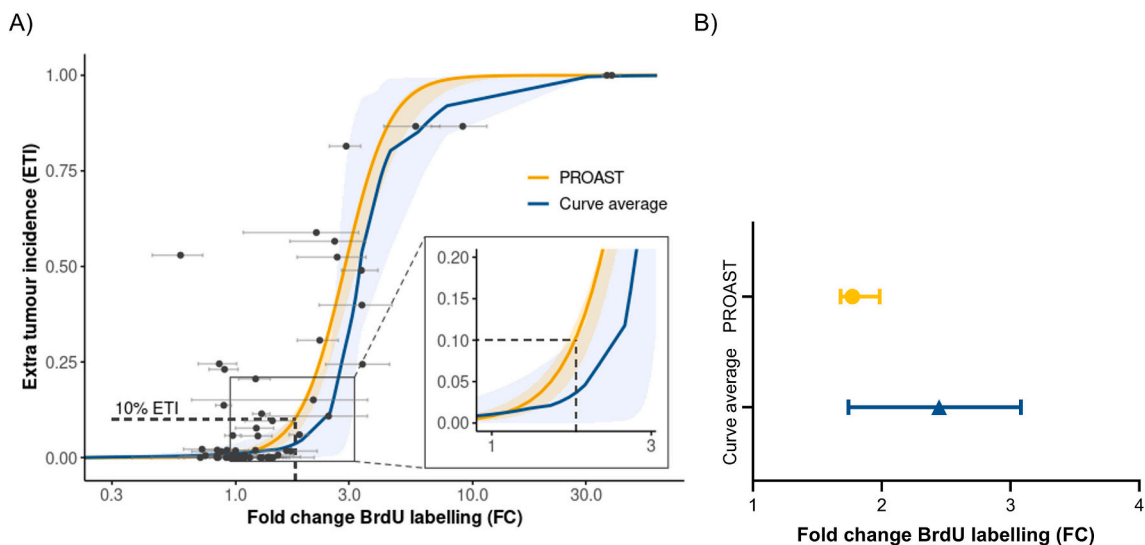 A)
B)
Extra tumour incidence (ETI)
1.00
0.75
0.50
0.25
0.00
10% ETI
PROAST
Curve average
0.20
0.15
0.10
0.05
0.00
1
3
0.3
1.0
3.0
10.0
30.0
Fold change BrdU labelling (FC)
PROAST
Curve average
1
2
3
4
Fold change BrdU labelling (FC)